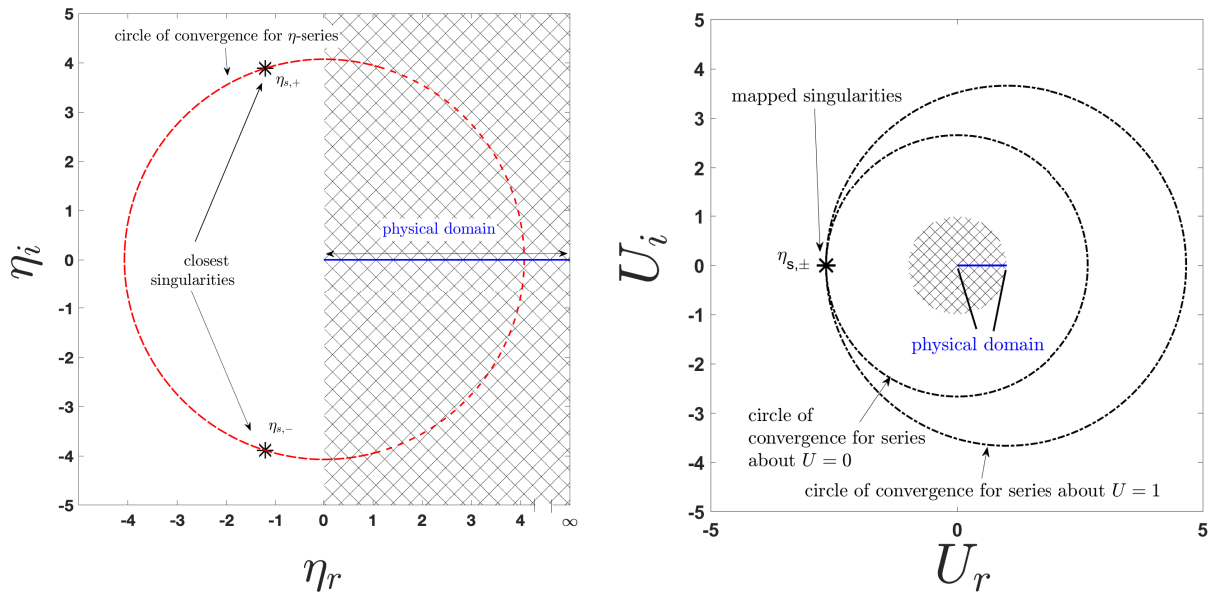 5
circle of convergence for η-series
4
η_{s,+}
3
2
1
physical domain
0
closest
singularities
-1
-2
-3
η_{s,-}
-4
-5
-4 -3 -2 -1 0 1 2 3 4 ∞
η_i
η_r
5
4
mapped singularities
3
2
1
0
η_{s,±}
-1
physical domain
-2
-3
circle of
convergence for series
about U = 0
-4
circle of convergence for series about U = 1
-5
-5 0 5
U_i
U_r